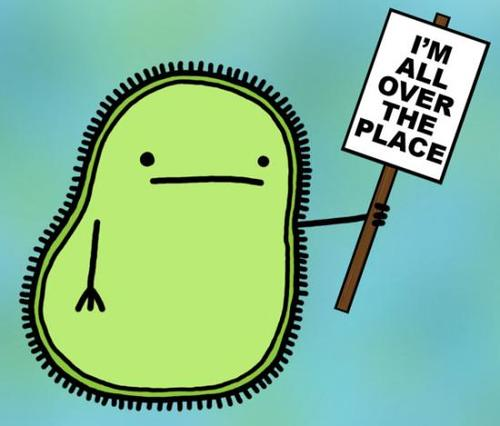 I'M
ALL
OVER
THE
PLACE